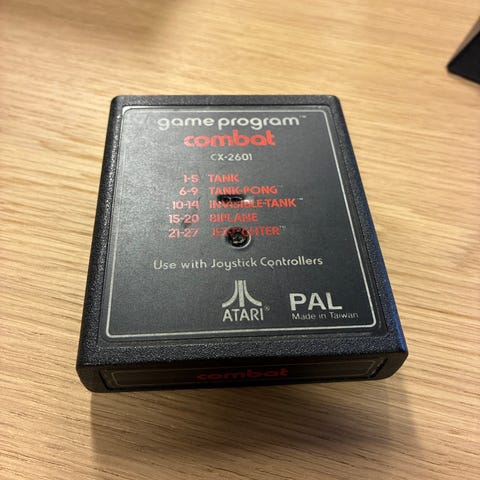 game program™
combat
CX-2601
1-5 TANK
6-9 TANK-PONG
10-14 INVISIBLE-TANK™
15-20 BIPLANE
21-27 JET-FIGHTER™
Use with Joystick Controllers
ATARI®
PAL
Made in Taiwan
combat